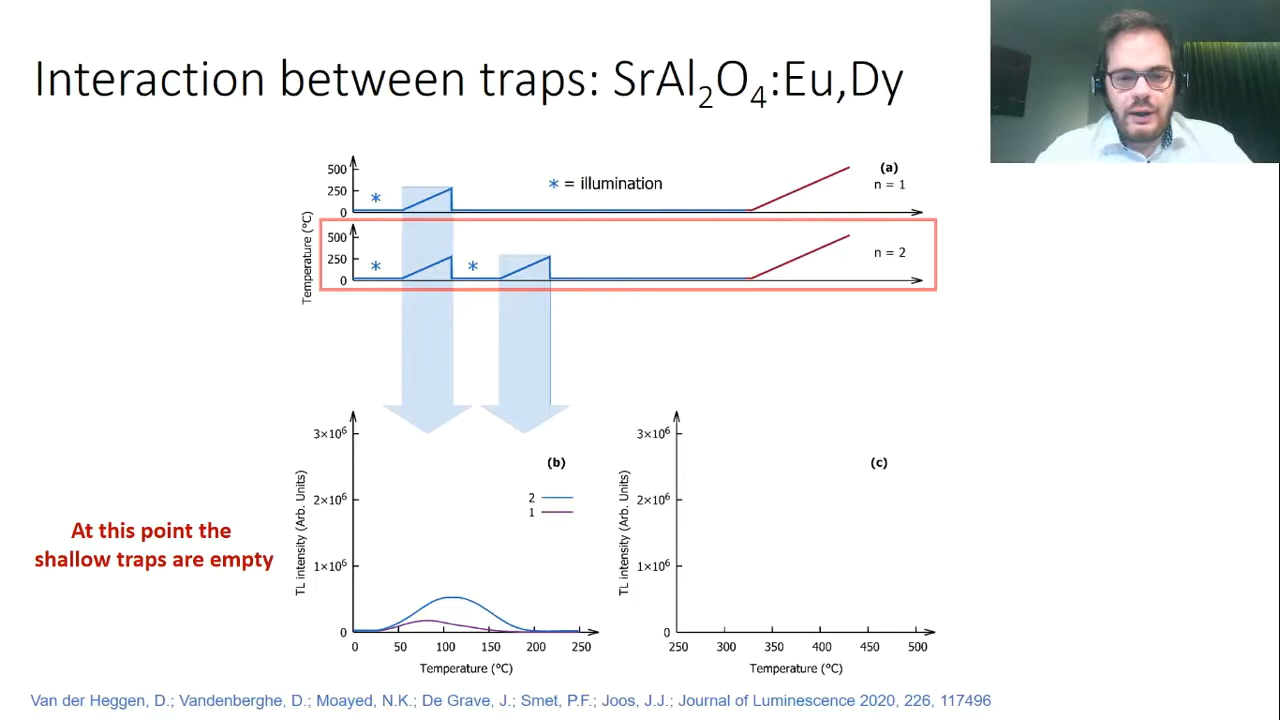 Interaction between traps: SrAl₂O₄:Eu,Dy
500
250
0
* = illumination
(a)
n = 1
*
Temperature (°C)
500
250
0
*
*
n = 2
3×10⁶
2×10⁶
1×10⁶
0
TL intensity (Arb. Units)
(b)
2
1
0 50 100 150 200 250
Temperature (°C)
3×10⁶
2×10⁶
1×10⁶
0
TL intensity (Arb. Units)
(c)
250 300 350 400 450 500
Temperature (°C)
At this point the
shallow traps are empty
Van der Heggen, D.; Vandenberghe, D.; Moayed, N.K.; De Grave, J.; Smet, P.F.; Joos, J.J.; Journal of Luminescence 2020, 226, 117496